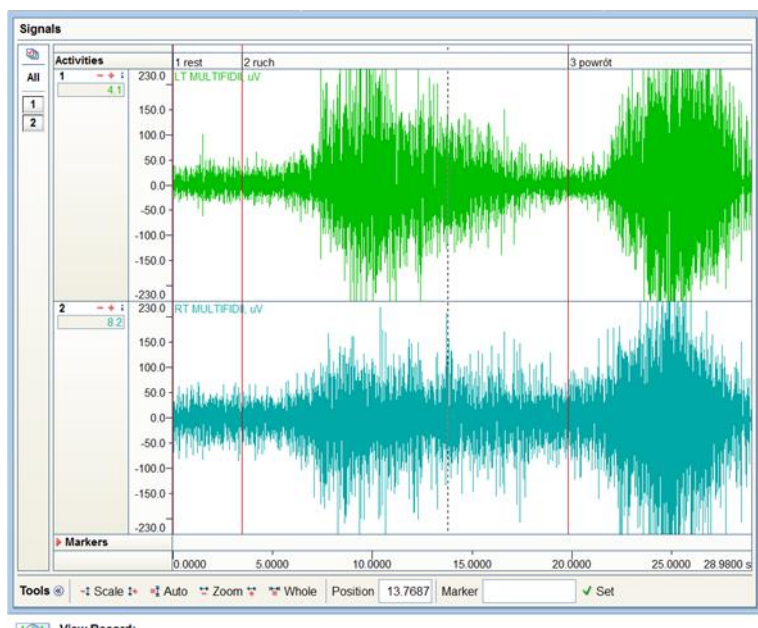 Signals
Activities 1 rest 2 ruch 3 powrót
All
1 - + 230.0 LT MULTIFIDII, uV
4.1
1
2
150.0
100.0
50.0
0.0
-50.0
-100.0
-150.0
-230.0
2 - + 230.0 RT MULTIFIDII, uV
8.2
150.0
100.0
50.0
0.0
-50.0
-100.0
-150.0
-230.0
Markers
0.0000 5.0000 10.0000 15.0000 20.0000 25.0000 28.9800 s
Tools Scale Auto Zoom Whole Position 13.7687 Marker Set
View Record: